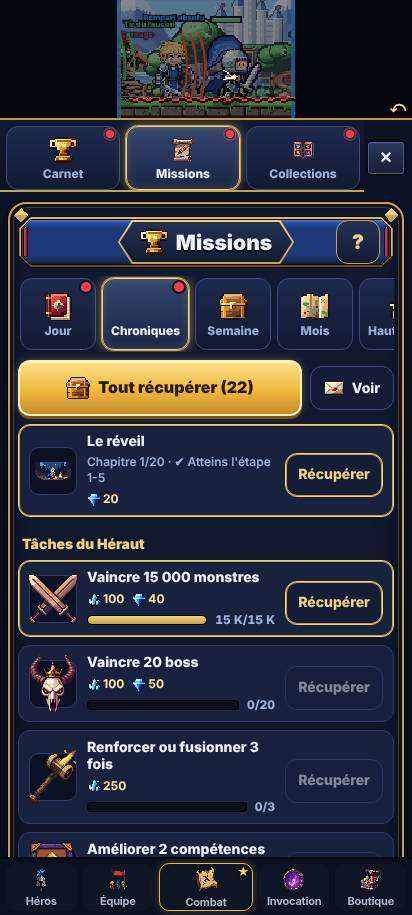 Carnet
Missions
Collections
×
Missions
?
Jour
Chroniques
Semaine
Mois
Haut
Tout récupérer (22)
Voir
Le réveil
Chapitre 1/20 · ✔ Atteins l'étape
1-5
20
Récupérer
Tâches du Héraut
Vaincre 15 000 monstres
100 40
15 K/15 K
Récupérer
Vaincre 20 boss
100 50
0/20
Récupérer
Renforcer ou fusionner 3
fois
250
0/3
Récupérer
Améliorer 2 compétences
Héros
Équipe
Combat
Invocation
Boutique